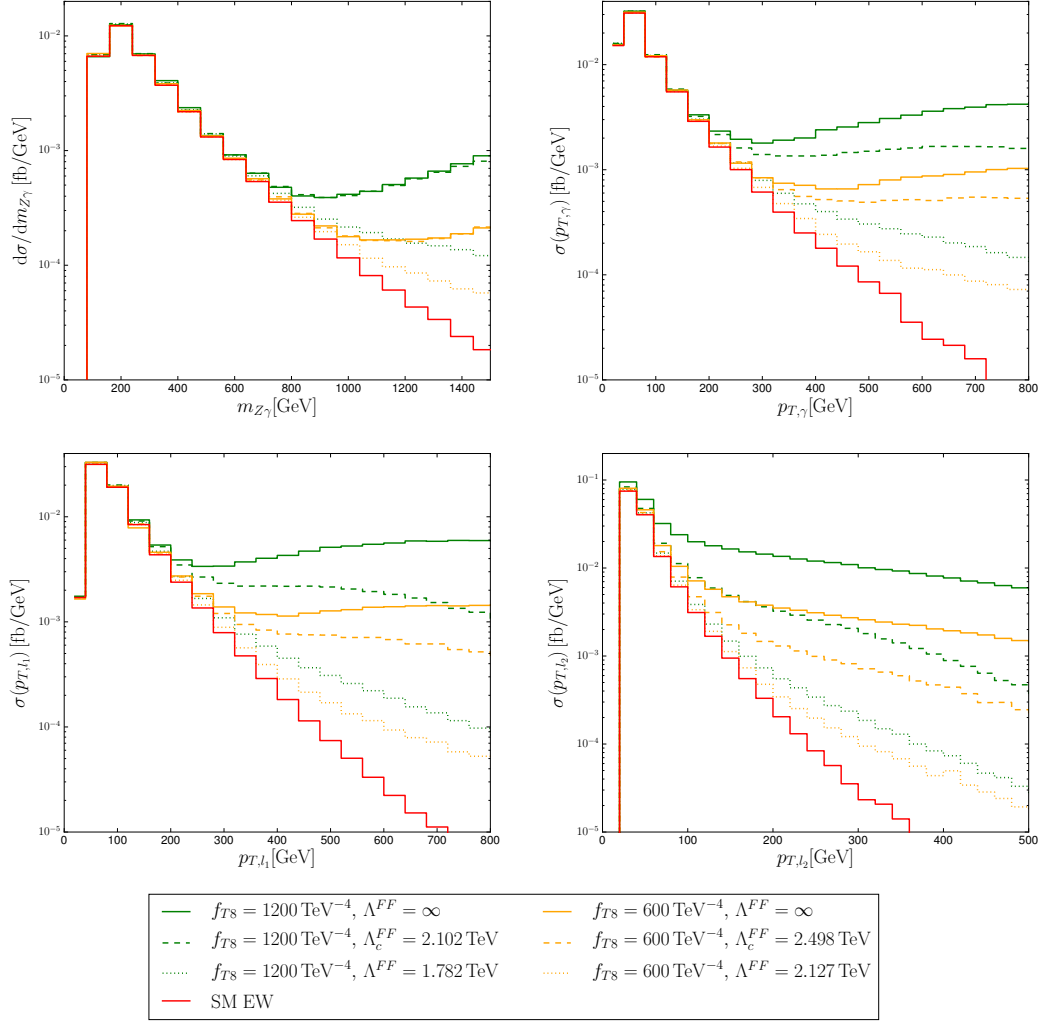 10⁻²
10⁻³
10⁻⁴
10⁻⁵
dσ/dm_{Zγ} [fb/GeV]
0 200 400 600 800 1000 1200 1400
m_{Zγ}[GeV]
10⁻²
10⁻³
10⁻⁴
10⁻⁵
σ(p_{T,γ}) [fb/GeV]
0 100 200 300 400 500 600 700 800
p_{T,γ}[GeV]
10⁻²
10⁻³
10⁻⁴
10⁻⁵
σ(p_{T,l₁}) [fb/GeV]
0 100 200 300 400 500 600 700 800
p_{T,l₁}[GeV]
10⁻¹
10⁻²
10⁻³
10⁻⁴
10⁻⁵
σ(p_{T,l₂}) [fb/GeV]
0 100 200 300 400 500
p_{T,l₂}[GeV]
f_{T8} = 1200 TeV⁻⁴, Λ^{FF} = ∞
f_{T8} = 1200 TeV⁻⁴, Λ_c^{FF} = 2.102 TeV
f_{T8} = 1200 TeV⁻⁴, Λ^{FF} = 1.782 TeV
SM EW
f_{T8} = 600 TeV⁻⁴, Λ^{FF} = ∞
f_{T8} = 600 TeV⁻⁴, Λ_c^{FF} = 2.498 TeV
f_{T8} = 600 TeV⁻⁴, Λ^{FF} = 2.127 TeV